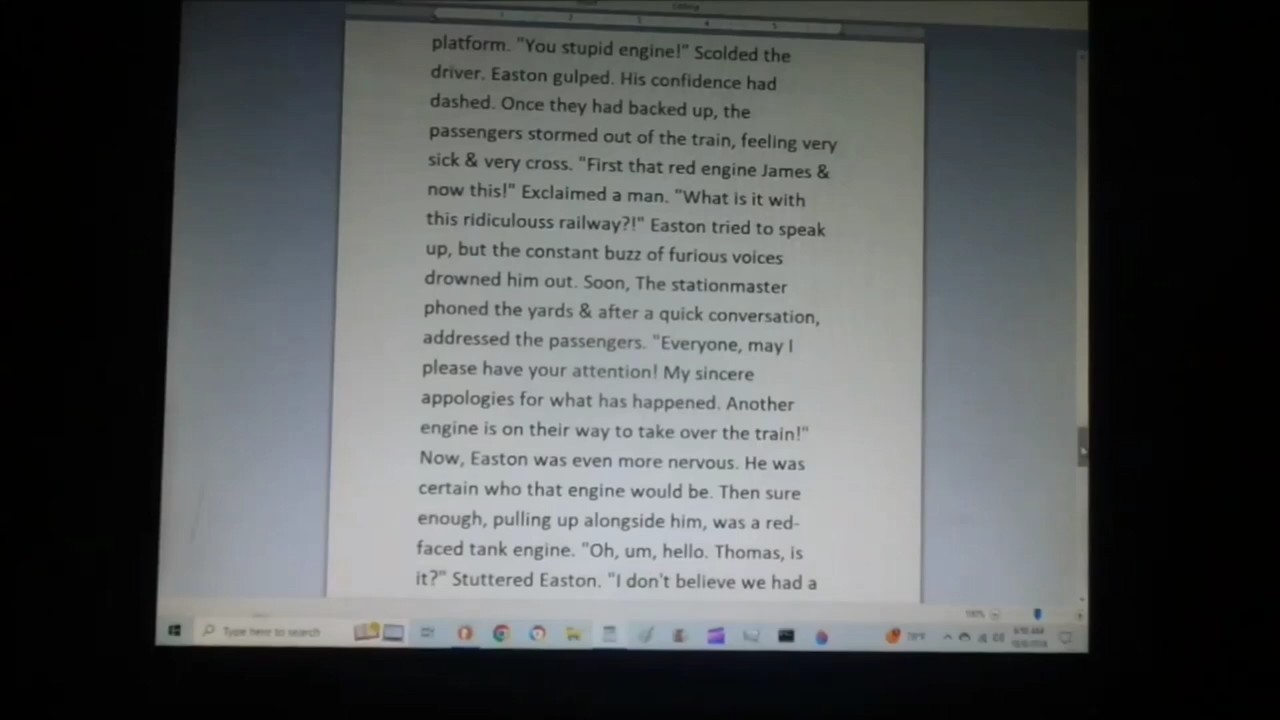 platform. "You stupid engine!" Scolded the
driver. Easton gulped. His confidence had
dashed. Once they had backed up, the
passengers stormed out of the train, feeling very
sick & very cross. "First that red engine James &
now this!" Exclaimed a man. "What is it with
this ridiculouss railway?!" Easton tried to speak
up, but the constant buzz of furious voices
drowned him out. Soon, The stationmaster
phoned the yards & after a quick conversation,
addressed the passengers. "Everyone, may I
please have your attention! My sincere
appologies for what has happened. Another
engine is on their way to take over the train!"
Now, Easton was even more nervous. He was
certain who that engine would be. Then sure
enough, pulling up alongside him, was a red-
faced tank engine. "Oh, um, hello. Thomas, is
it?" Stuttered Easton. "I don't believe we had a
100%
Type here to search